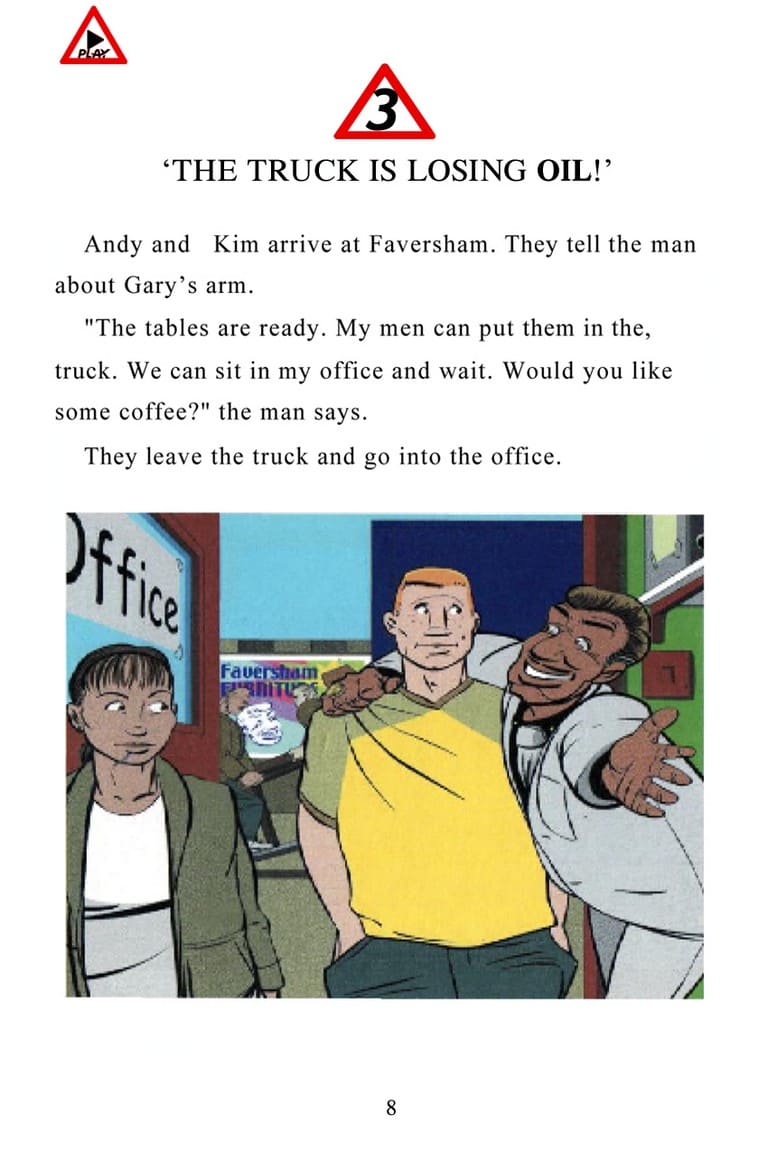 PLAY
3
‘THE TRUCK IS LOSING OIL!’
Andy and Kim arrive at Faversham. They tell the man
about Gary’s arm.
"The tables are ready. My men can put them in the,
truck. We can sit in my office and wait. Would you like
some coffee?" the man says.
They leave the truck and go into the office.
Office
Faversham
FURNITURE
8